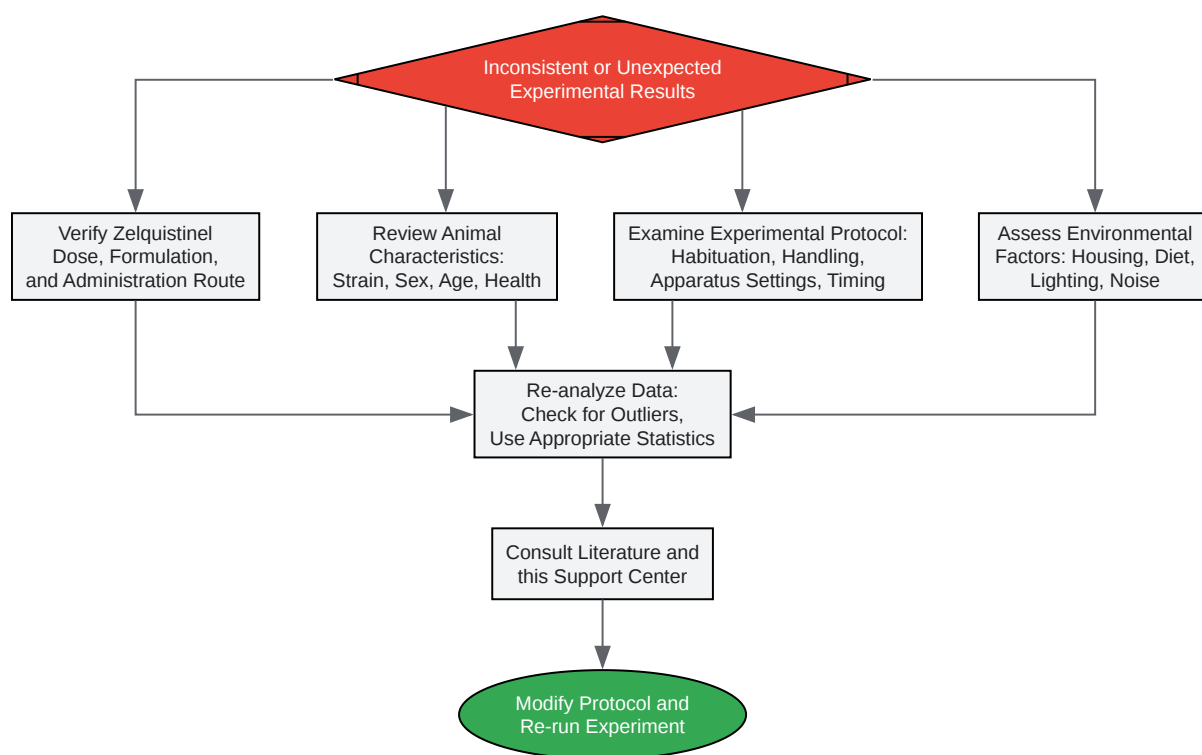 Inconsistent or Unexpected
Experimental Results
Verify Zelquistinel
Dose, Formulation,
and Administration Route
Review Animal
Characteristics:
Strain, Sex, Age, Health
Examine Experimental Protocol:
Habituation, Handling,
Apparatus Settings, Timing
Assess Environmental
Factors: Housing, Diet,
Lighting, Noise
Re-analyze Data:
Check for Outliers,
Use Appropriate Statistics
Consult Literature and
this Support Center
Modify Protocol and
Re-run Experiment